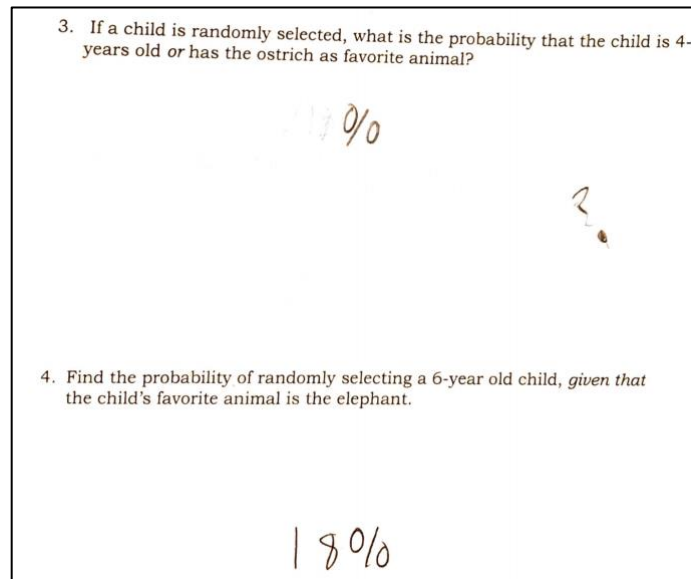 3. If a child is randomly selected, what is the probability that the child is 4-
years old or has the ostrich as favorite animal?
%
?
4. Find the probability of randomly selecting a 6-year old child, given that
the child's favorite animal is the elephant.
18%